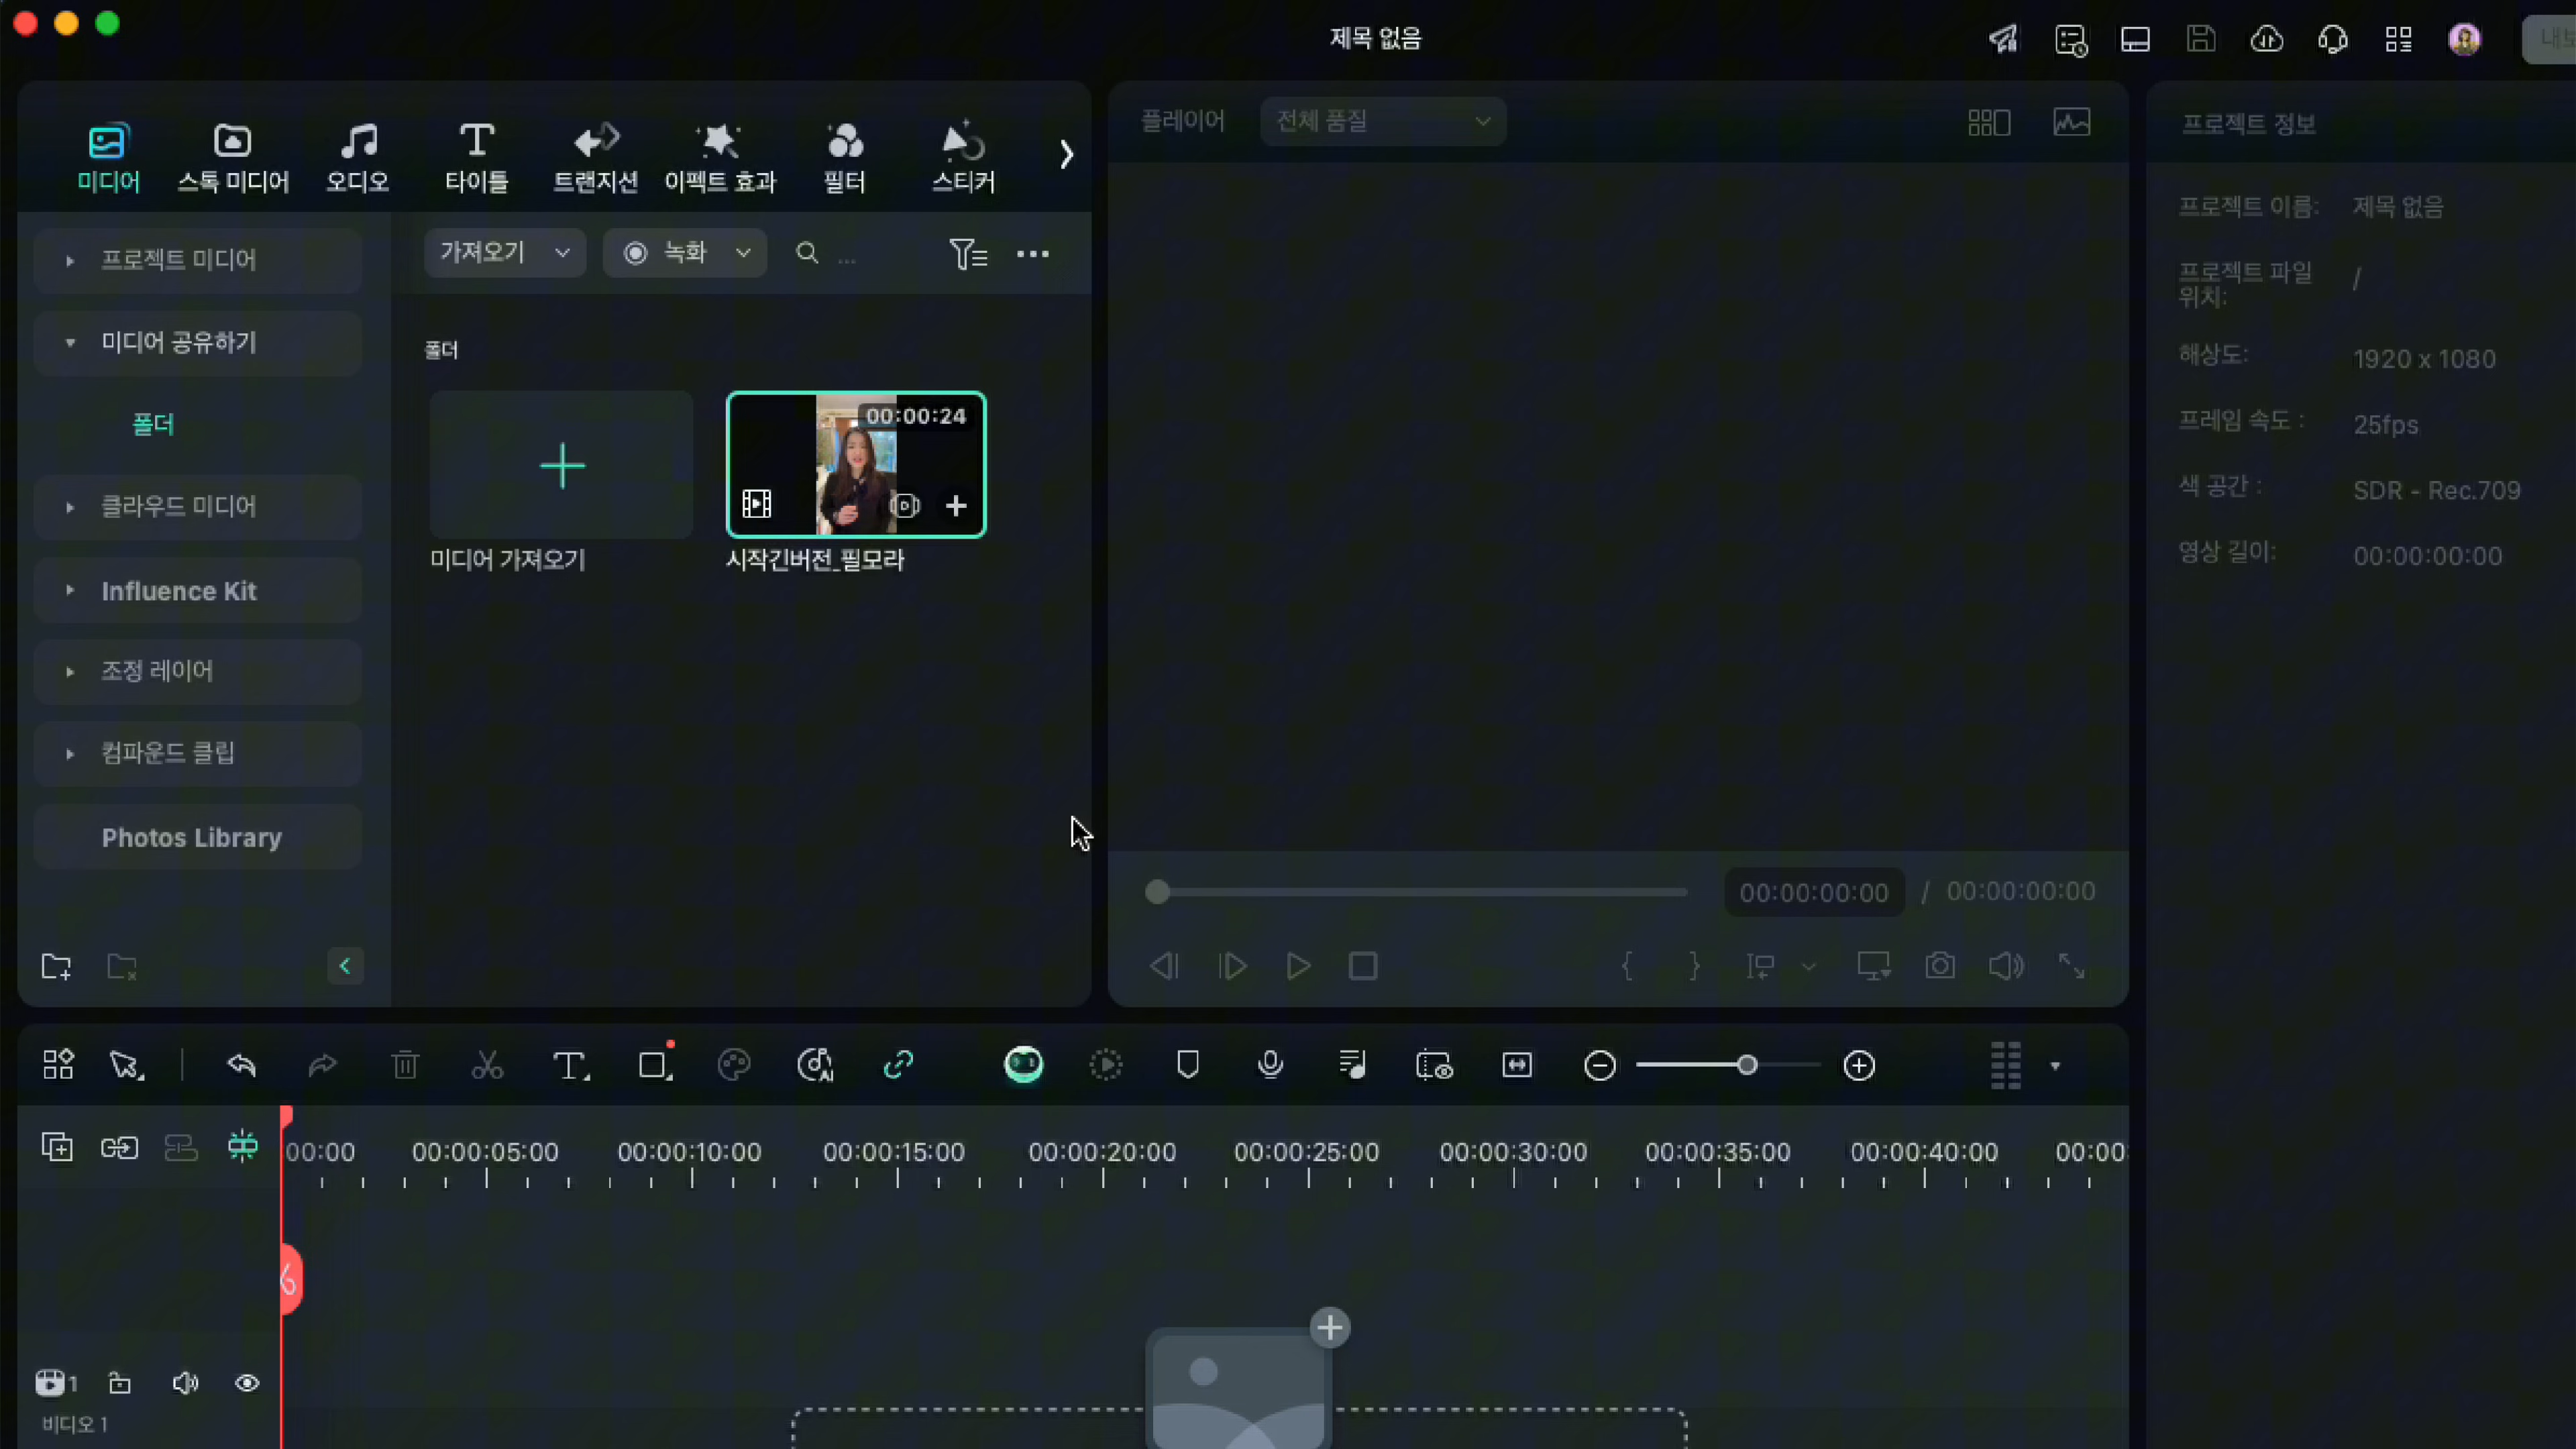 제목 없음
미디어 스톡 미디어 오디오 타이틀 트랜지션 이펙트 효과 필터 스티커
플레이어 전체 품질
프로젝트 정보
프로젝트 미디어
미디어 공유하기
폴더
클라우드 미디어
Influence Kit
조정 레이어
컴파운드 클립
Photos Library
가져오기 녹화 ...
폴더
00:00:24
미디어 가져오기 시작긴버전_필모라
프로젝트 이름: 제목 없음
프로젝트 파일 /
위치:
해상도: 1920 x 1080
프레임 속도 : 25fps
색 공간 : SDR - Rec.709
영상 길이: 00:00:00:00
00:00:00:00 / 00:00:00:00
00:00 00:00:05:00 00:00:10:00 00:00:15:00 00:00:20:00 00:00:25:00 00:00:30:00 00:00:35:00 00:00:40:00 00:00:
1
비디오 1